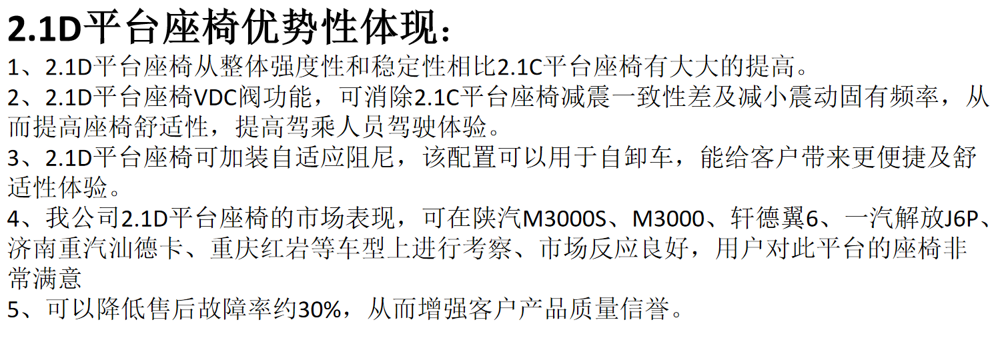 2.1D平台座椅优势性体现：
1、2.1D平台座椅从整体强度性和稳定性相比2.1C平台座椅有大大的提高。
2、2.1D平台座椅VDC阀功能，可消除2.1C平台座椅减震一致性差及减小震动固有频率，从
而提高座椅舒适性，提高驾乘人员驾驶体验。
3、2.1D平台座椅可加装自适应阻尼，该配置可以用于自卸车，能给客户带来更便捷及舒
适性体验。
4、我公司2.1D平台座椅的市场表现，可在陕汽M3000S、M3000、轩德翼6、一汽解放J6P、
济南重汽汕德卡、重庆红岩等车型上进行考察、市场反应良好，用户对此平台的座椅非
常满意
5、可以降低售后故障率约30%，从而增强客户产品质量信誉。